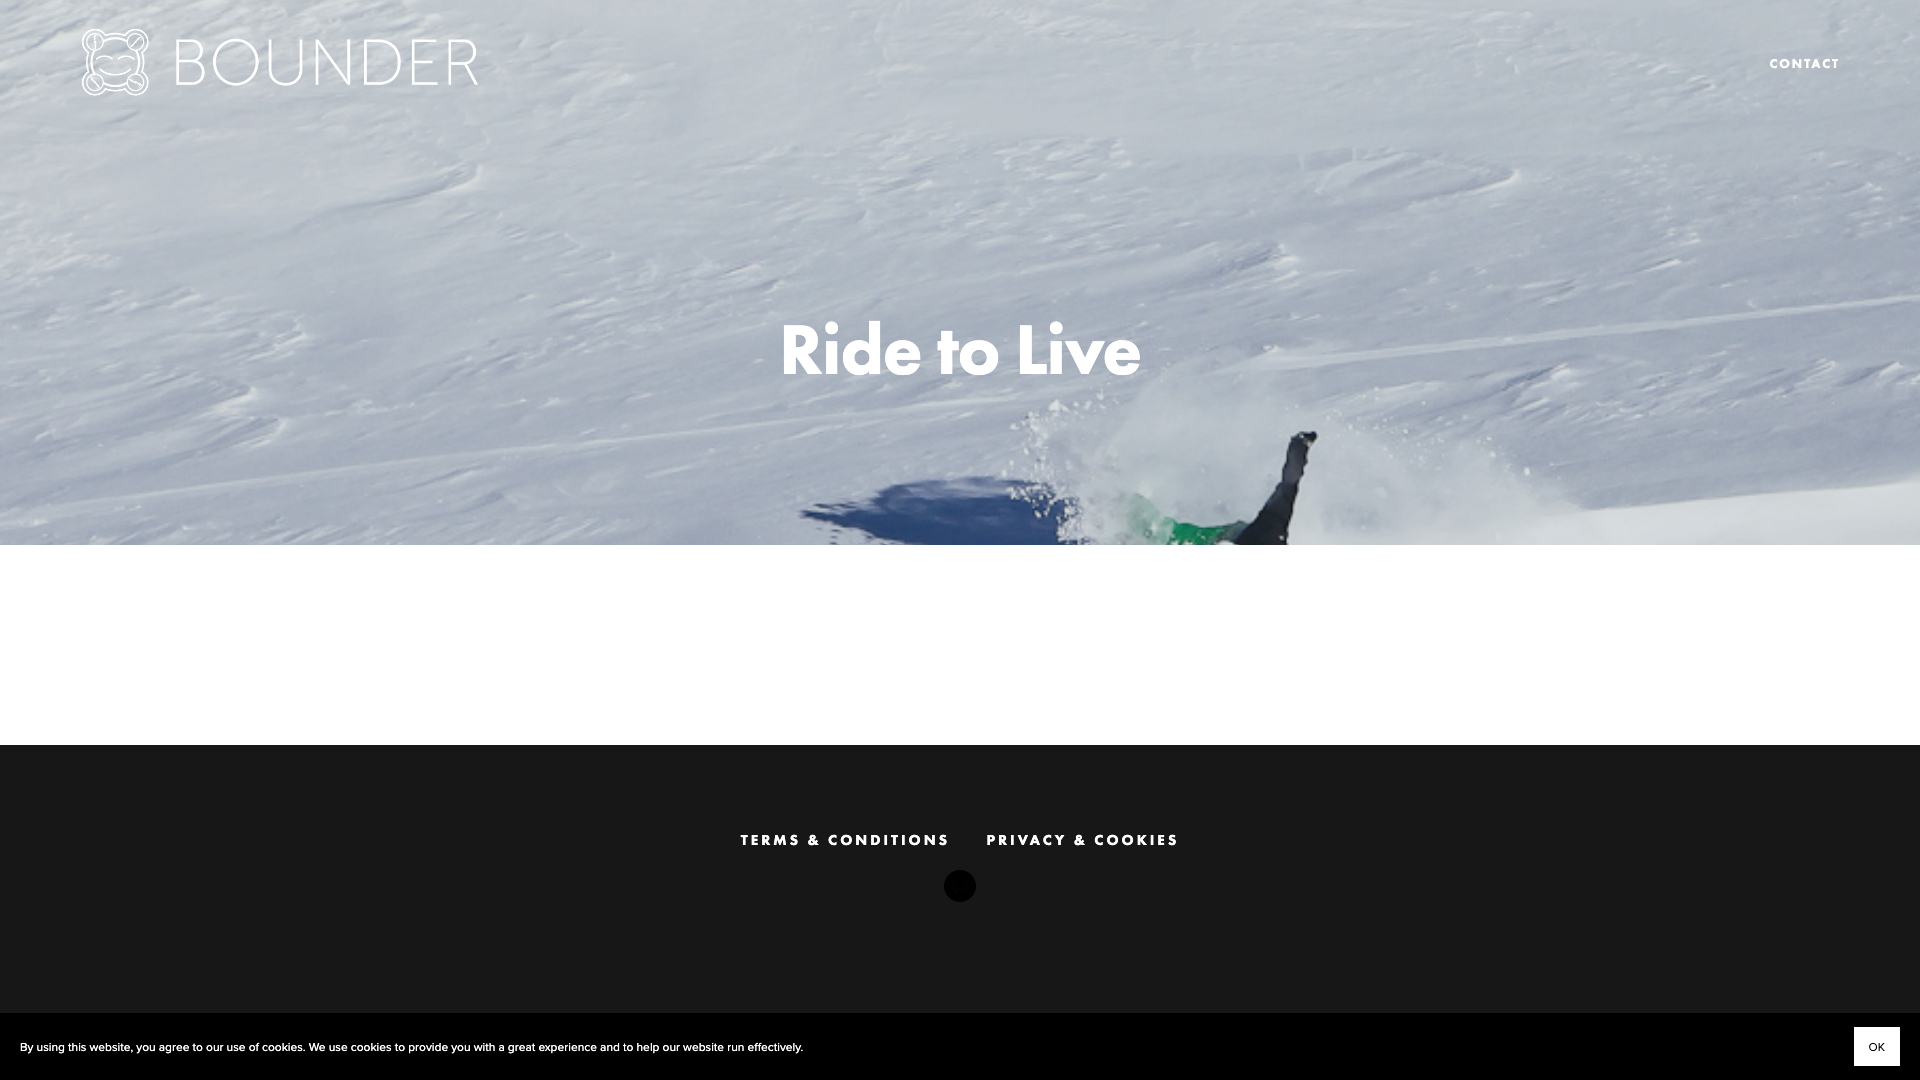 BOUNDER
CONTACT
Ride to Live
TERMS & CONDITIONS PRIVACY & COOKIES
By using this website, you agree to our use of cookies. We use cookies to provide you with a great experience and to help our website run effectively.
OK